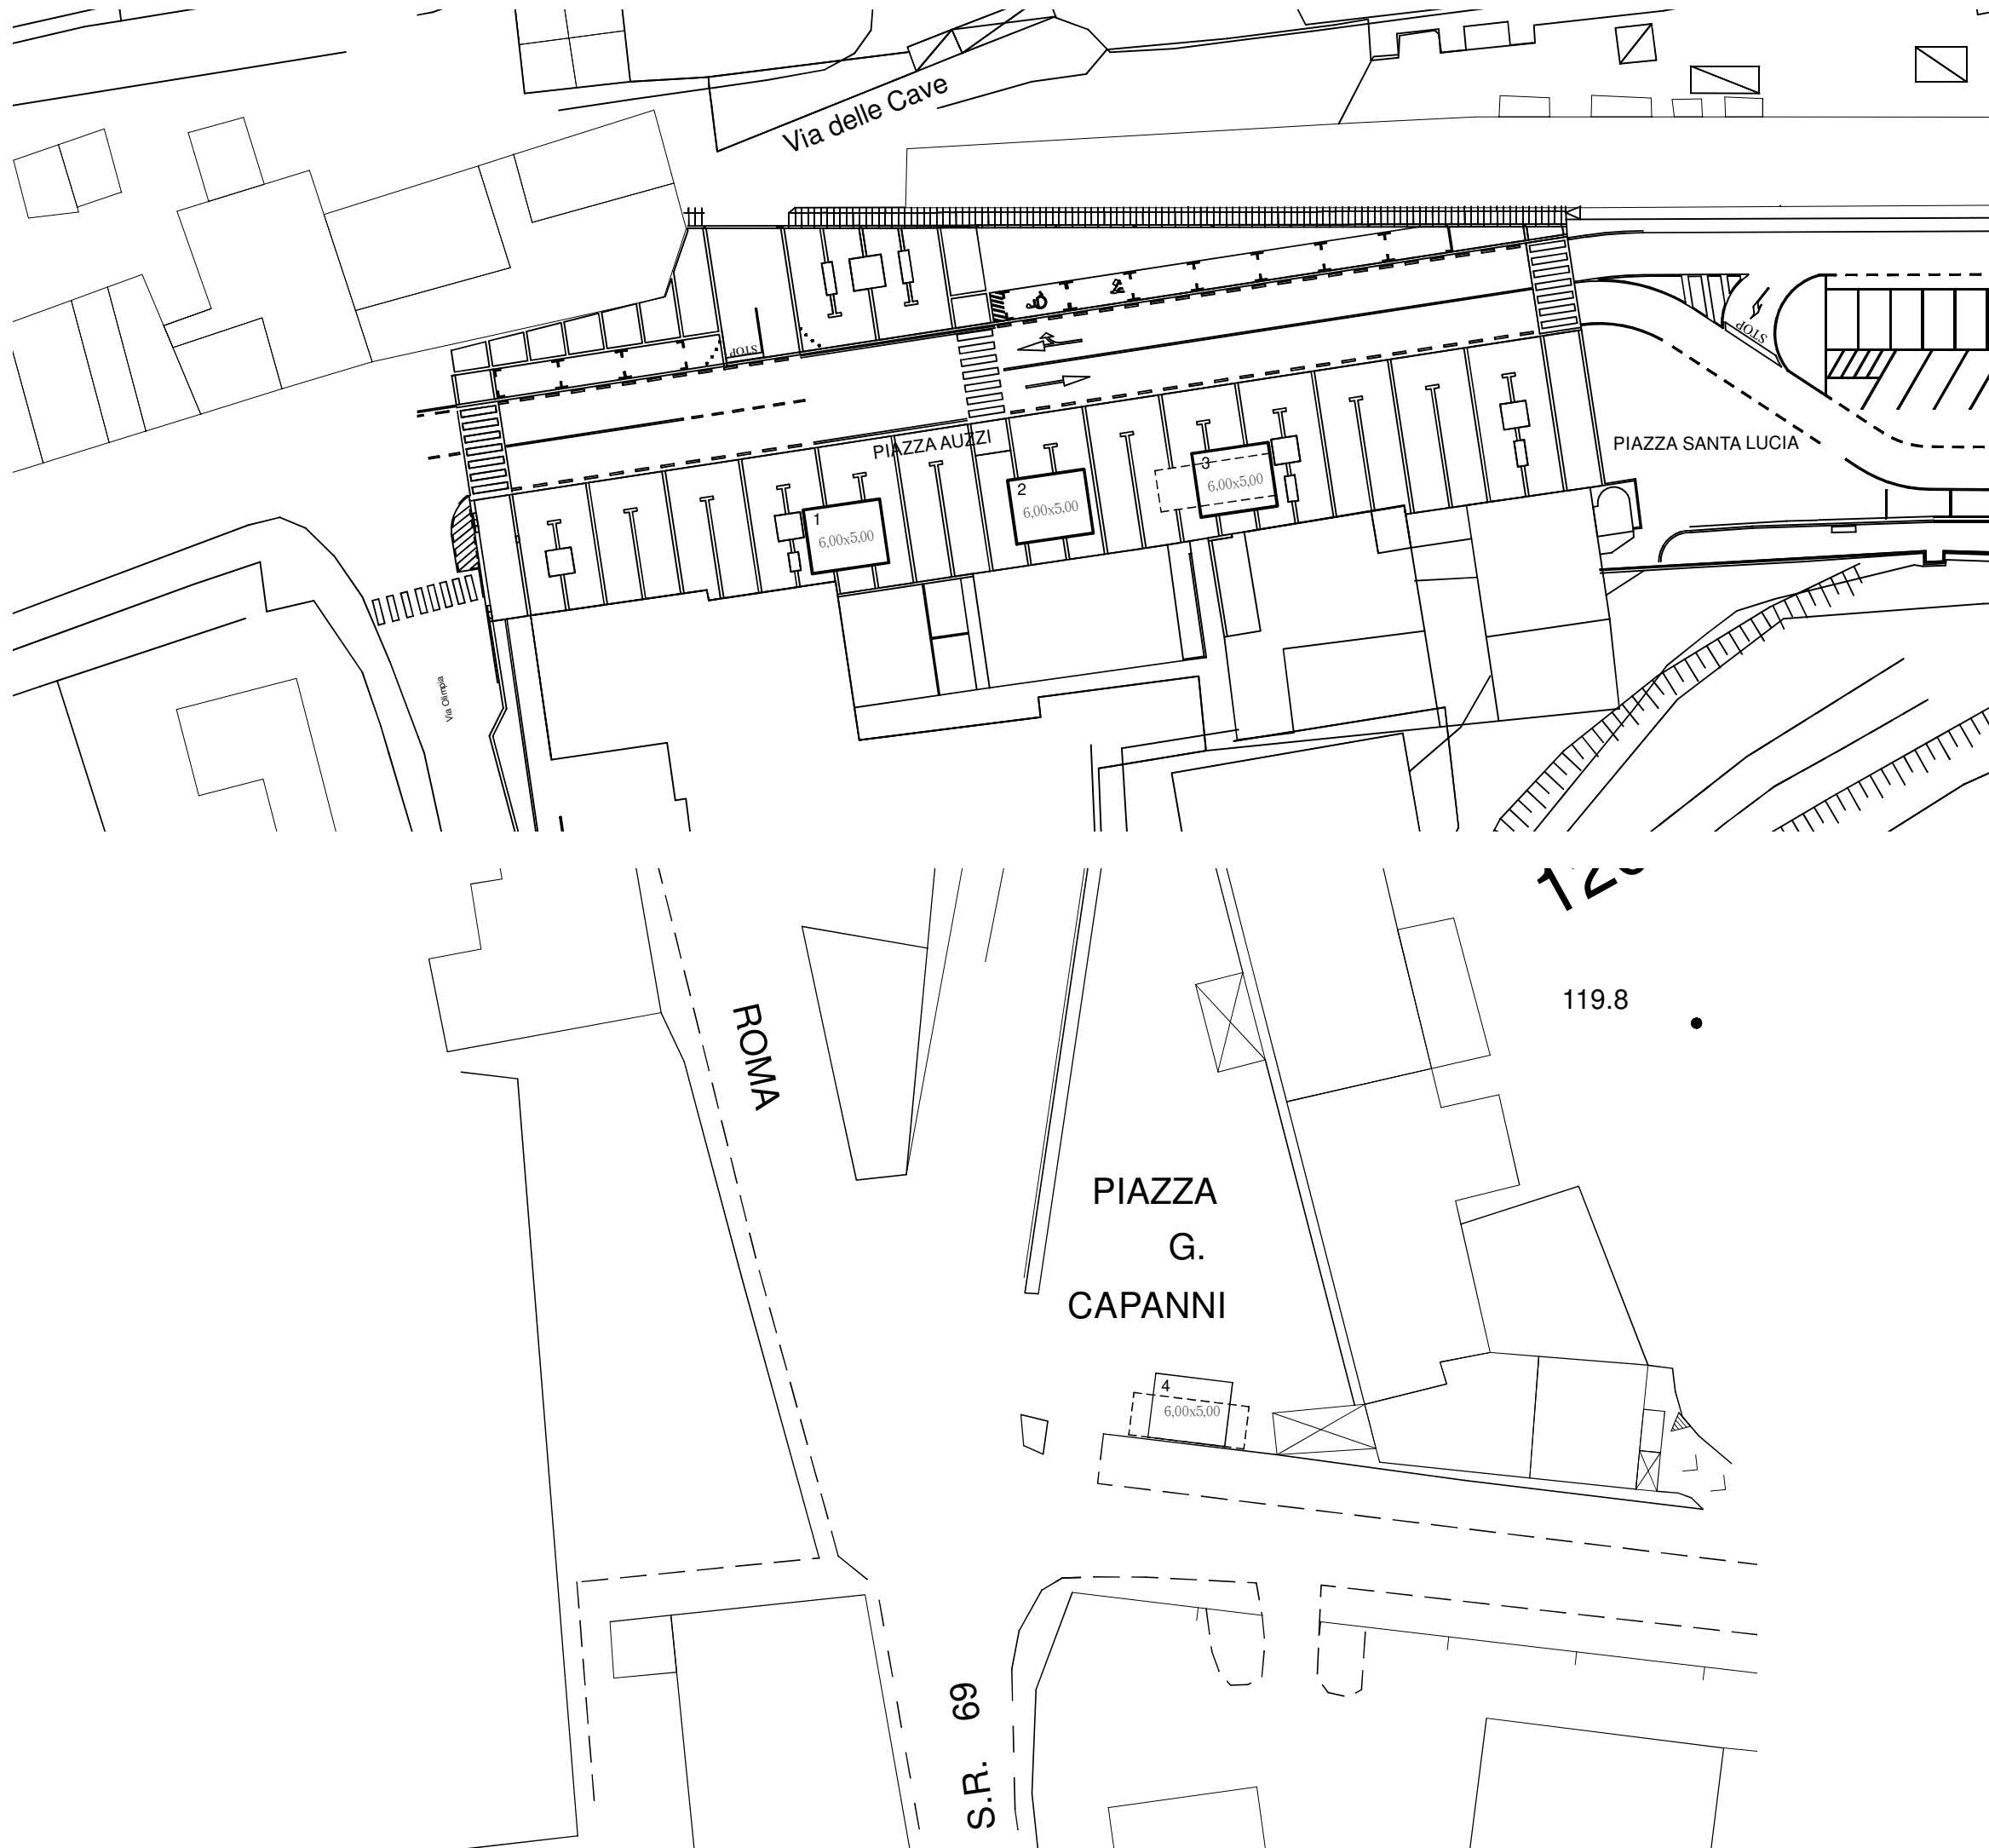 Via delle Cave
STOP
STOP
PIAZZA AUZZI
PIAZZA SANTA LUCIA
3
6,00x5,00
2
6,00x5,00
1
6,00x5,00
Via Olimpia
119.8
ROMA
PIAZZA
G.
CAPANNI
4
6,00x5,00
S.R. 69